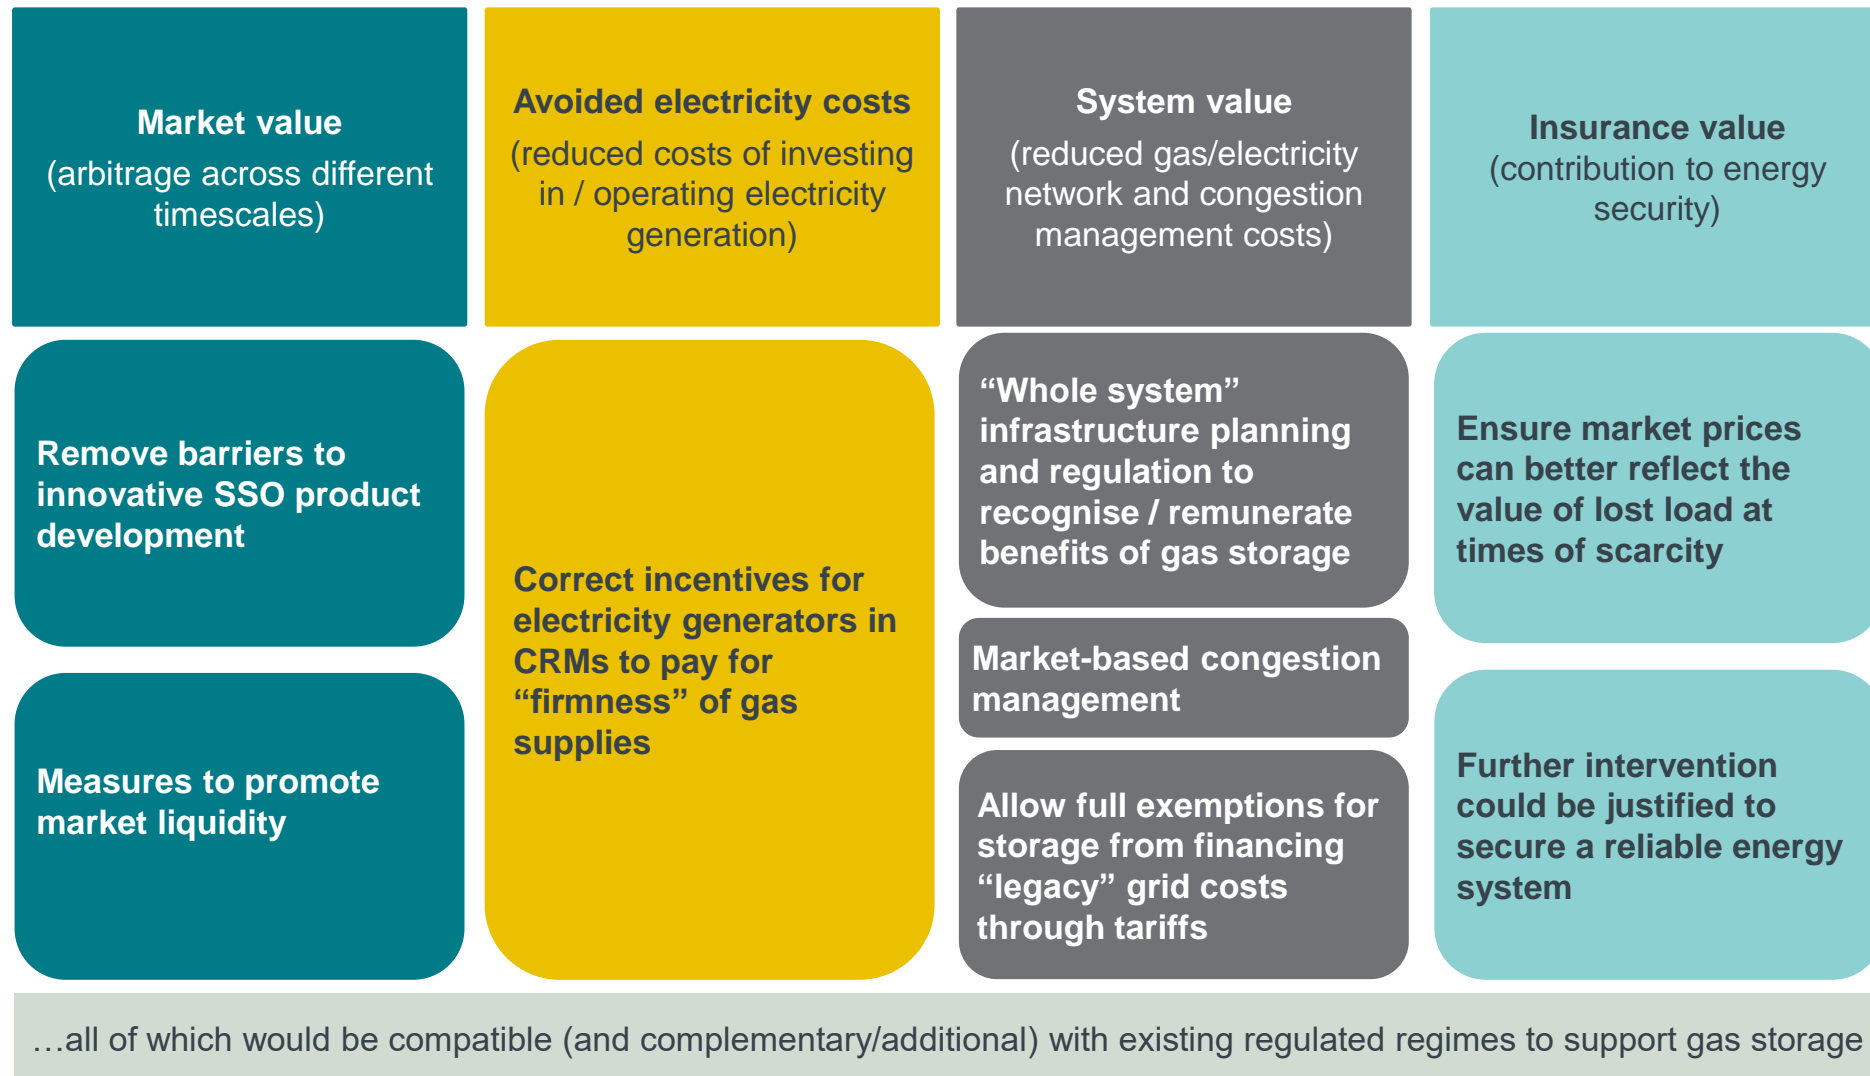 Market value
(arbitrage across different
timescales)
Avoided electricity costs
(reduced costs of investing
in / operating electricity
generation)
System value
(reduced gas/electricity
network and congestion
management costs)
Insurance value
(contribution to energy
security)
Remove barriers to
innovative SSO product
development
Measures to promote
market liquidity
Correct incentives for
electricity generators in
CRMs to pay for
“firmness” of gas
supplies
“Whole system”
infrastructure planning
and regulation to
recognise / remunerate
benefits of gas storage
Market-based congestion
management
Allow full exemptions for
storage from financing
“legacy” grid costs
through tariffs
Ensure market prices
can better reflect the
value of lost load at
times of scarcity
Further intervention
could be justified to
secure a reliable energy
system
…all of which would be compatible (and complementary/additional) with existing regulated regimes to support gas storage